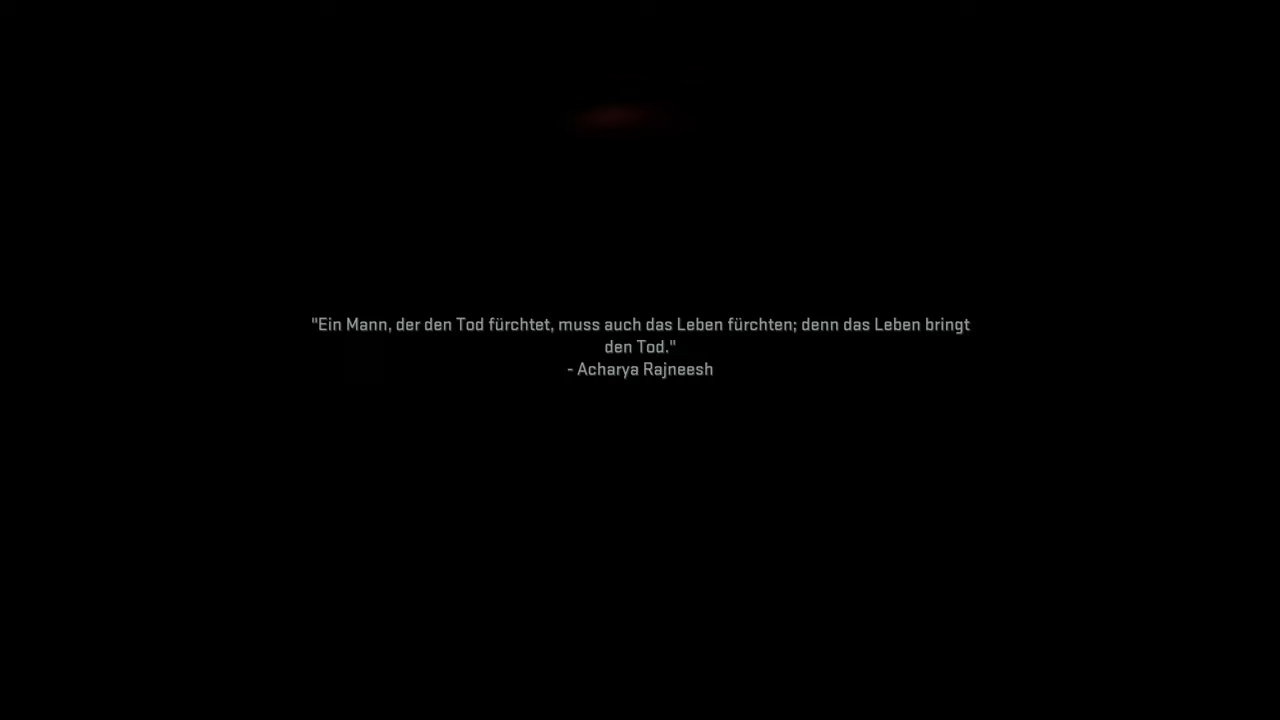 "Ein Mann, der den Tod fürchtet, muss auch das Leben fürchten; denn das Leben bringt
den Tod."
- Acharya Rajneesh